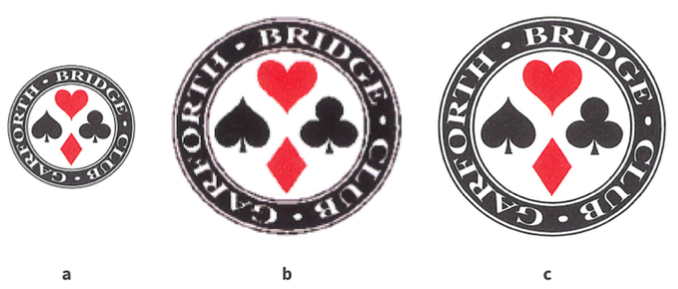 GARFORTH · BRIDGE · CLUB ·
GARFORTH · BRIDGE · CLUB ·
GARFORTH · BRIDGE · CLUB ·
a
b
c